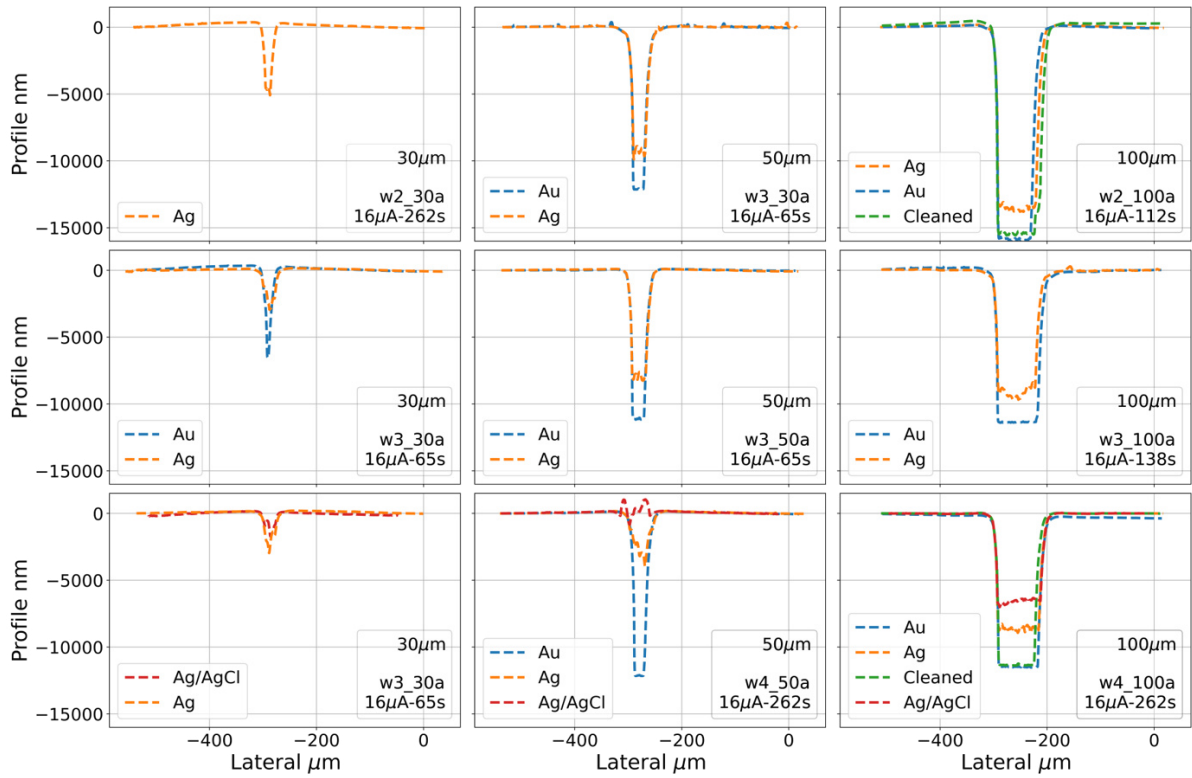 Profile nm
0
−5000
−10000
−15000
Ag
30μm
w2_30a
16μA-262s
Au
Ag
50μm
w3_30a
16μA-65s
Ag
Au
Cleaned
100μm
w2_100a
16μA-112s
Profile nm
0
−5000
−10000
−15000
Au
Ag
30μm
w3_30a
16μA-65s
Au
Ag
50μm
w3_50a
16μA-65s
Au
Ag
100μm
w3_100a
16μA-138s
Profile nm
0
−5000
−10000
−15000
Ag/AgCl
Ag
30μm
w3_30a
16μA-65s
Au
Ag
Ag/AgCl
50μm
w4_50a
16μA-262s
Au
Ag
Cleaned
Ag/AgCl
100μm
w4_100a
16μA-262s
−400 −200 0
−400 −200 0
−400 −200 0
Lateral μm
Lateral μm
Lateral μm